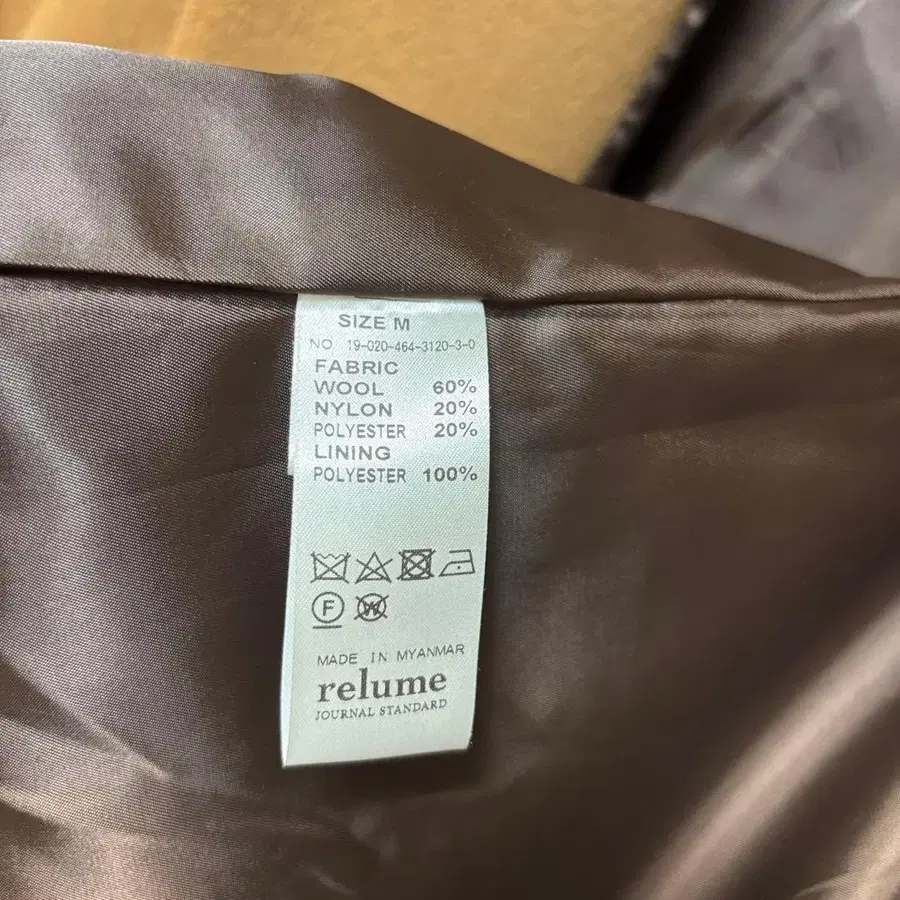 SIZE M
NO. 19-020-464-3120-3-0
FABRIC
WOOL 60%
NYLON 20%
POLYESTER 20%
LINING
POLYESTER 100%
F W
MADE IN MYANMAR
relume
JOURNAL STANDARD